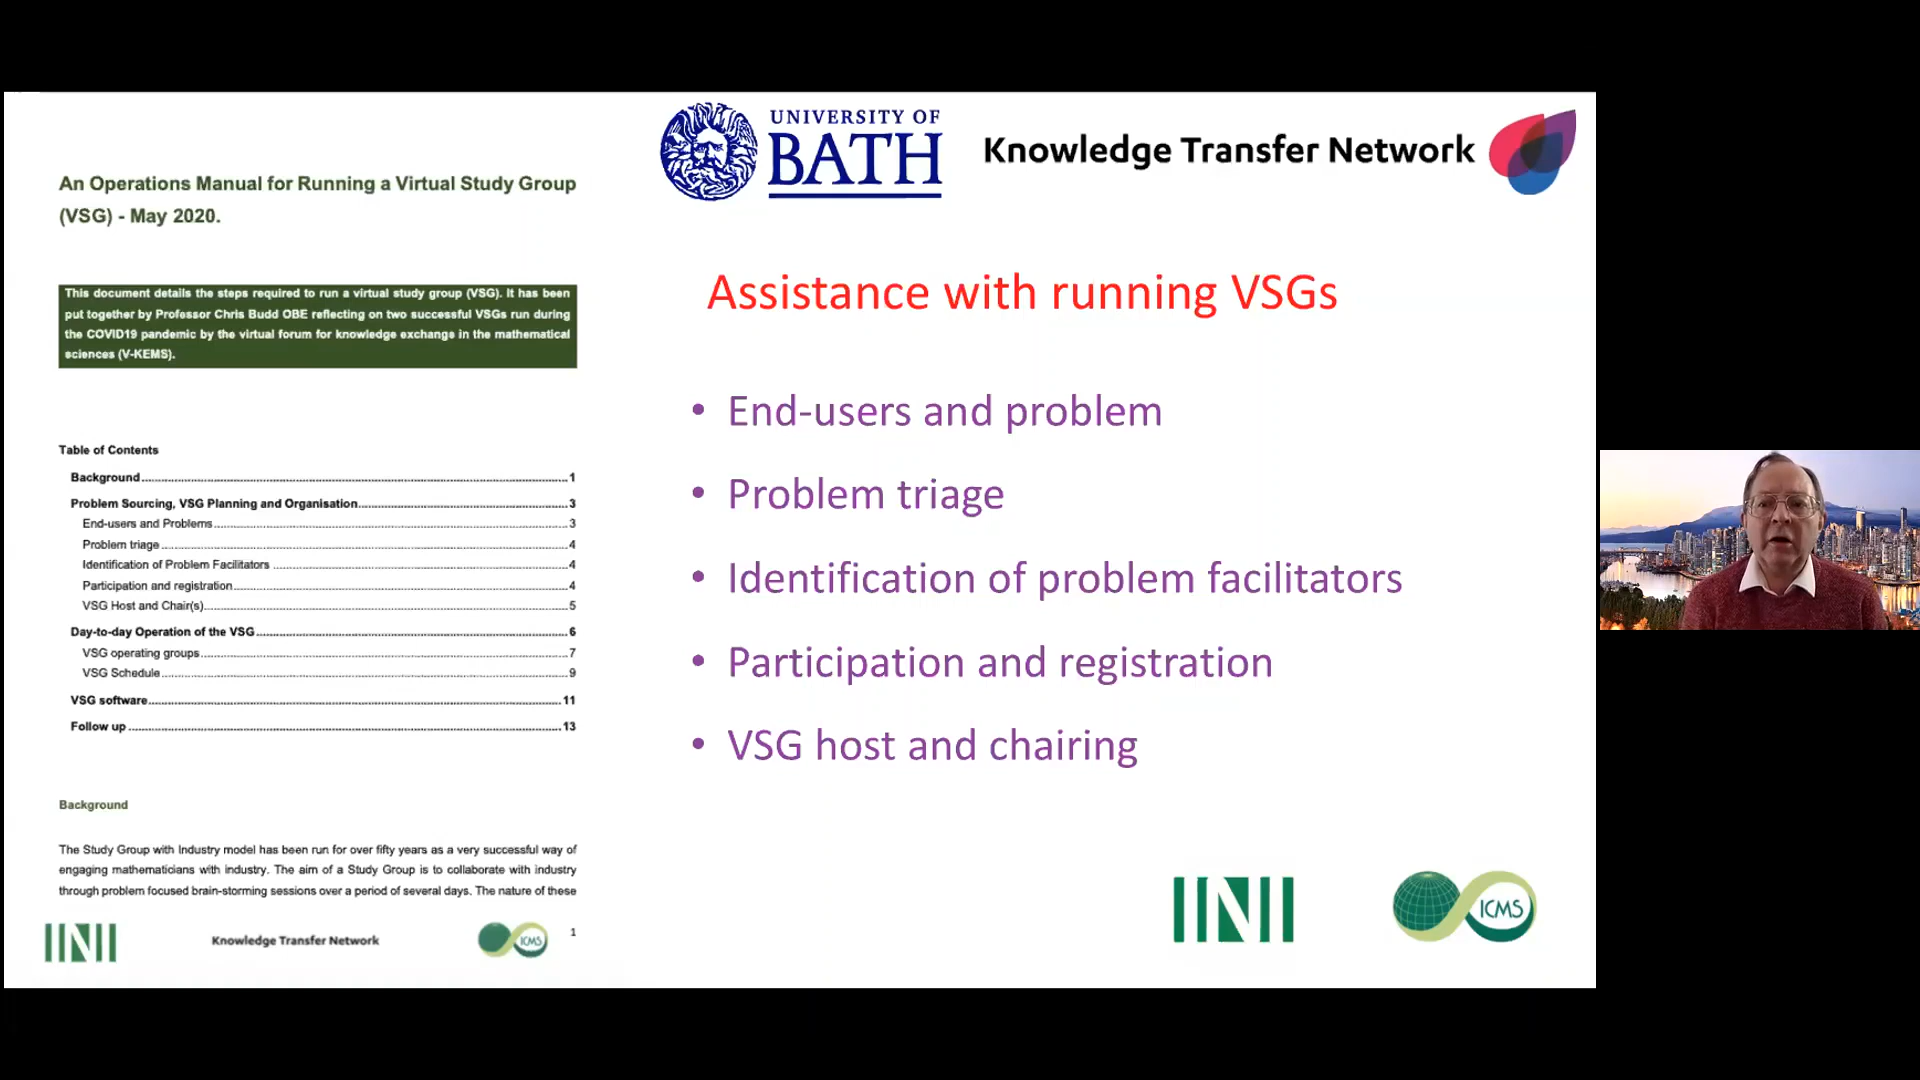 An Operations Manual for Running a Virtual Study Group
(VSG) - May 2020.
This document details the steps required to run a virtual study group (VSG). It has been
put together by Professor Chris Budd OBE reflecting on two successful VSGs run during
the COVID19 pandemic by the virtual forum for knowledge exchange in the mathematical
sciences (V-KEMS).
Table of Contents
Background 1
Problem Sourcing, VSG Planning and Organisation 3
End-users and Problems 3
Problem triage 4
Identification of Problem Facilitators 4
Participation and registration 4
VSG Host and Chair(s) 5
Day-to-day Operation of the VSG 6
VSG operating groups 7
VSG Schedule 9
VSG software 11
Follow up 13
Background
The Study Group with Industry model has been run for over fifty years as a very successful way of
engaging mathematicians with industry. The aim of a Study Group is to collaborate with industry
through problem focused brain-storming sessions over a period of several days. The nature of these
INI
Knowledge Transfer Network
ICMS
1
UNIVERSITY OF
BATH
Knowledge Transfer Network
Assistance with running VSGs
• End-users and problem
• Problem triage
• Identification of problem facilitators
• Participation and registration
• VSG host and chairing
INI
ICMS